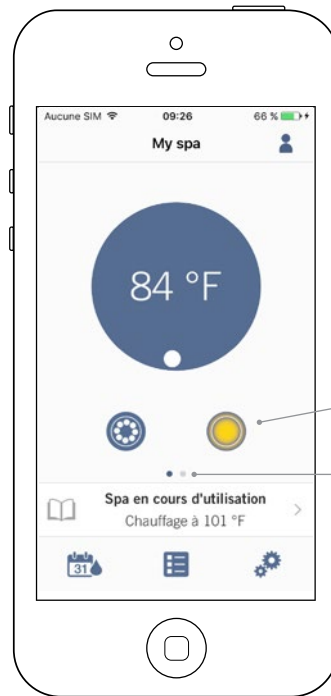 Aucune SIM 09:26 66 %
My spa
84 °F
Spa en cours d'utilisation
Chauffage à 101 °F
31